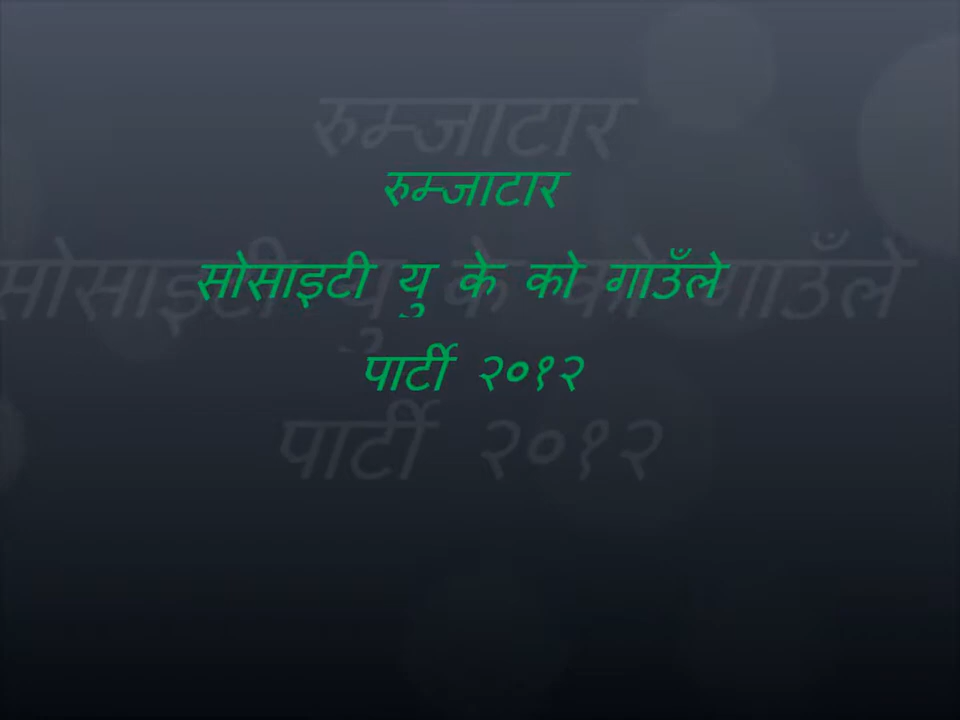 रुम्जाटार
सोसाइटी यु के को गाउँले
पार्टी २०१२